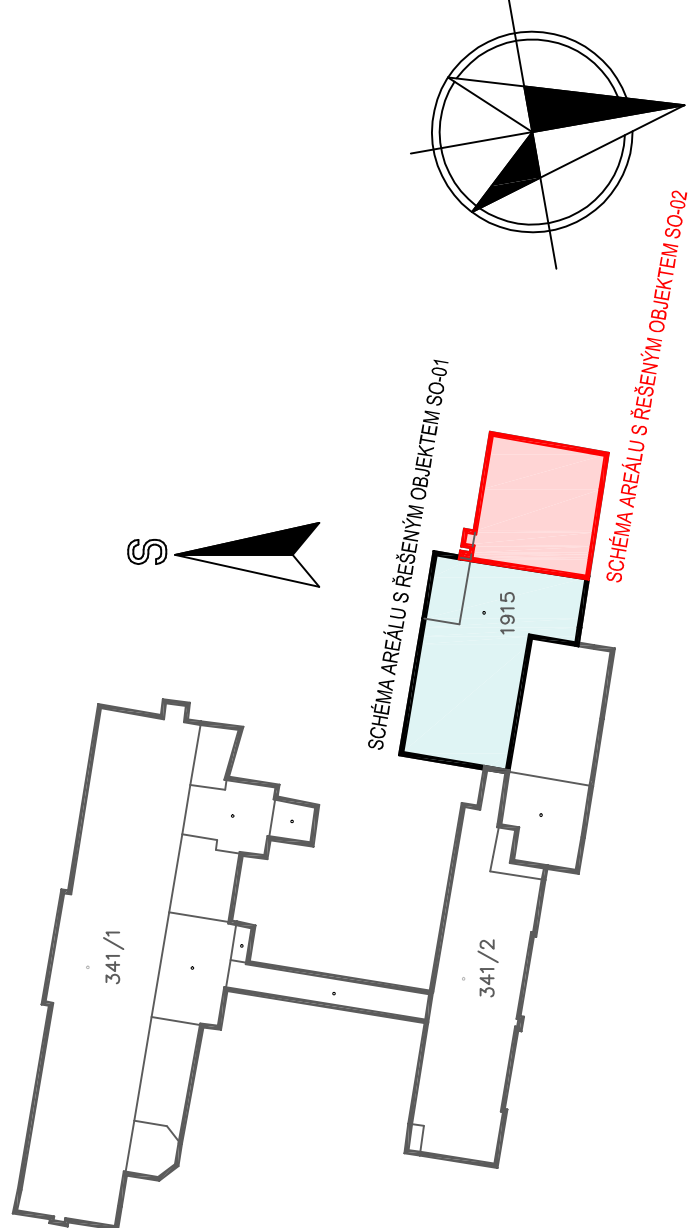 SCHÉMA AREÁLU S ŘEŠENÝM OBJEKTEM SO-02
SCHÉMA AREÁLU S ŘEŠENÝM OBJEKTEM SO-01
S
1915
341/1
341/2